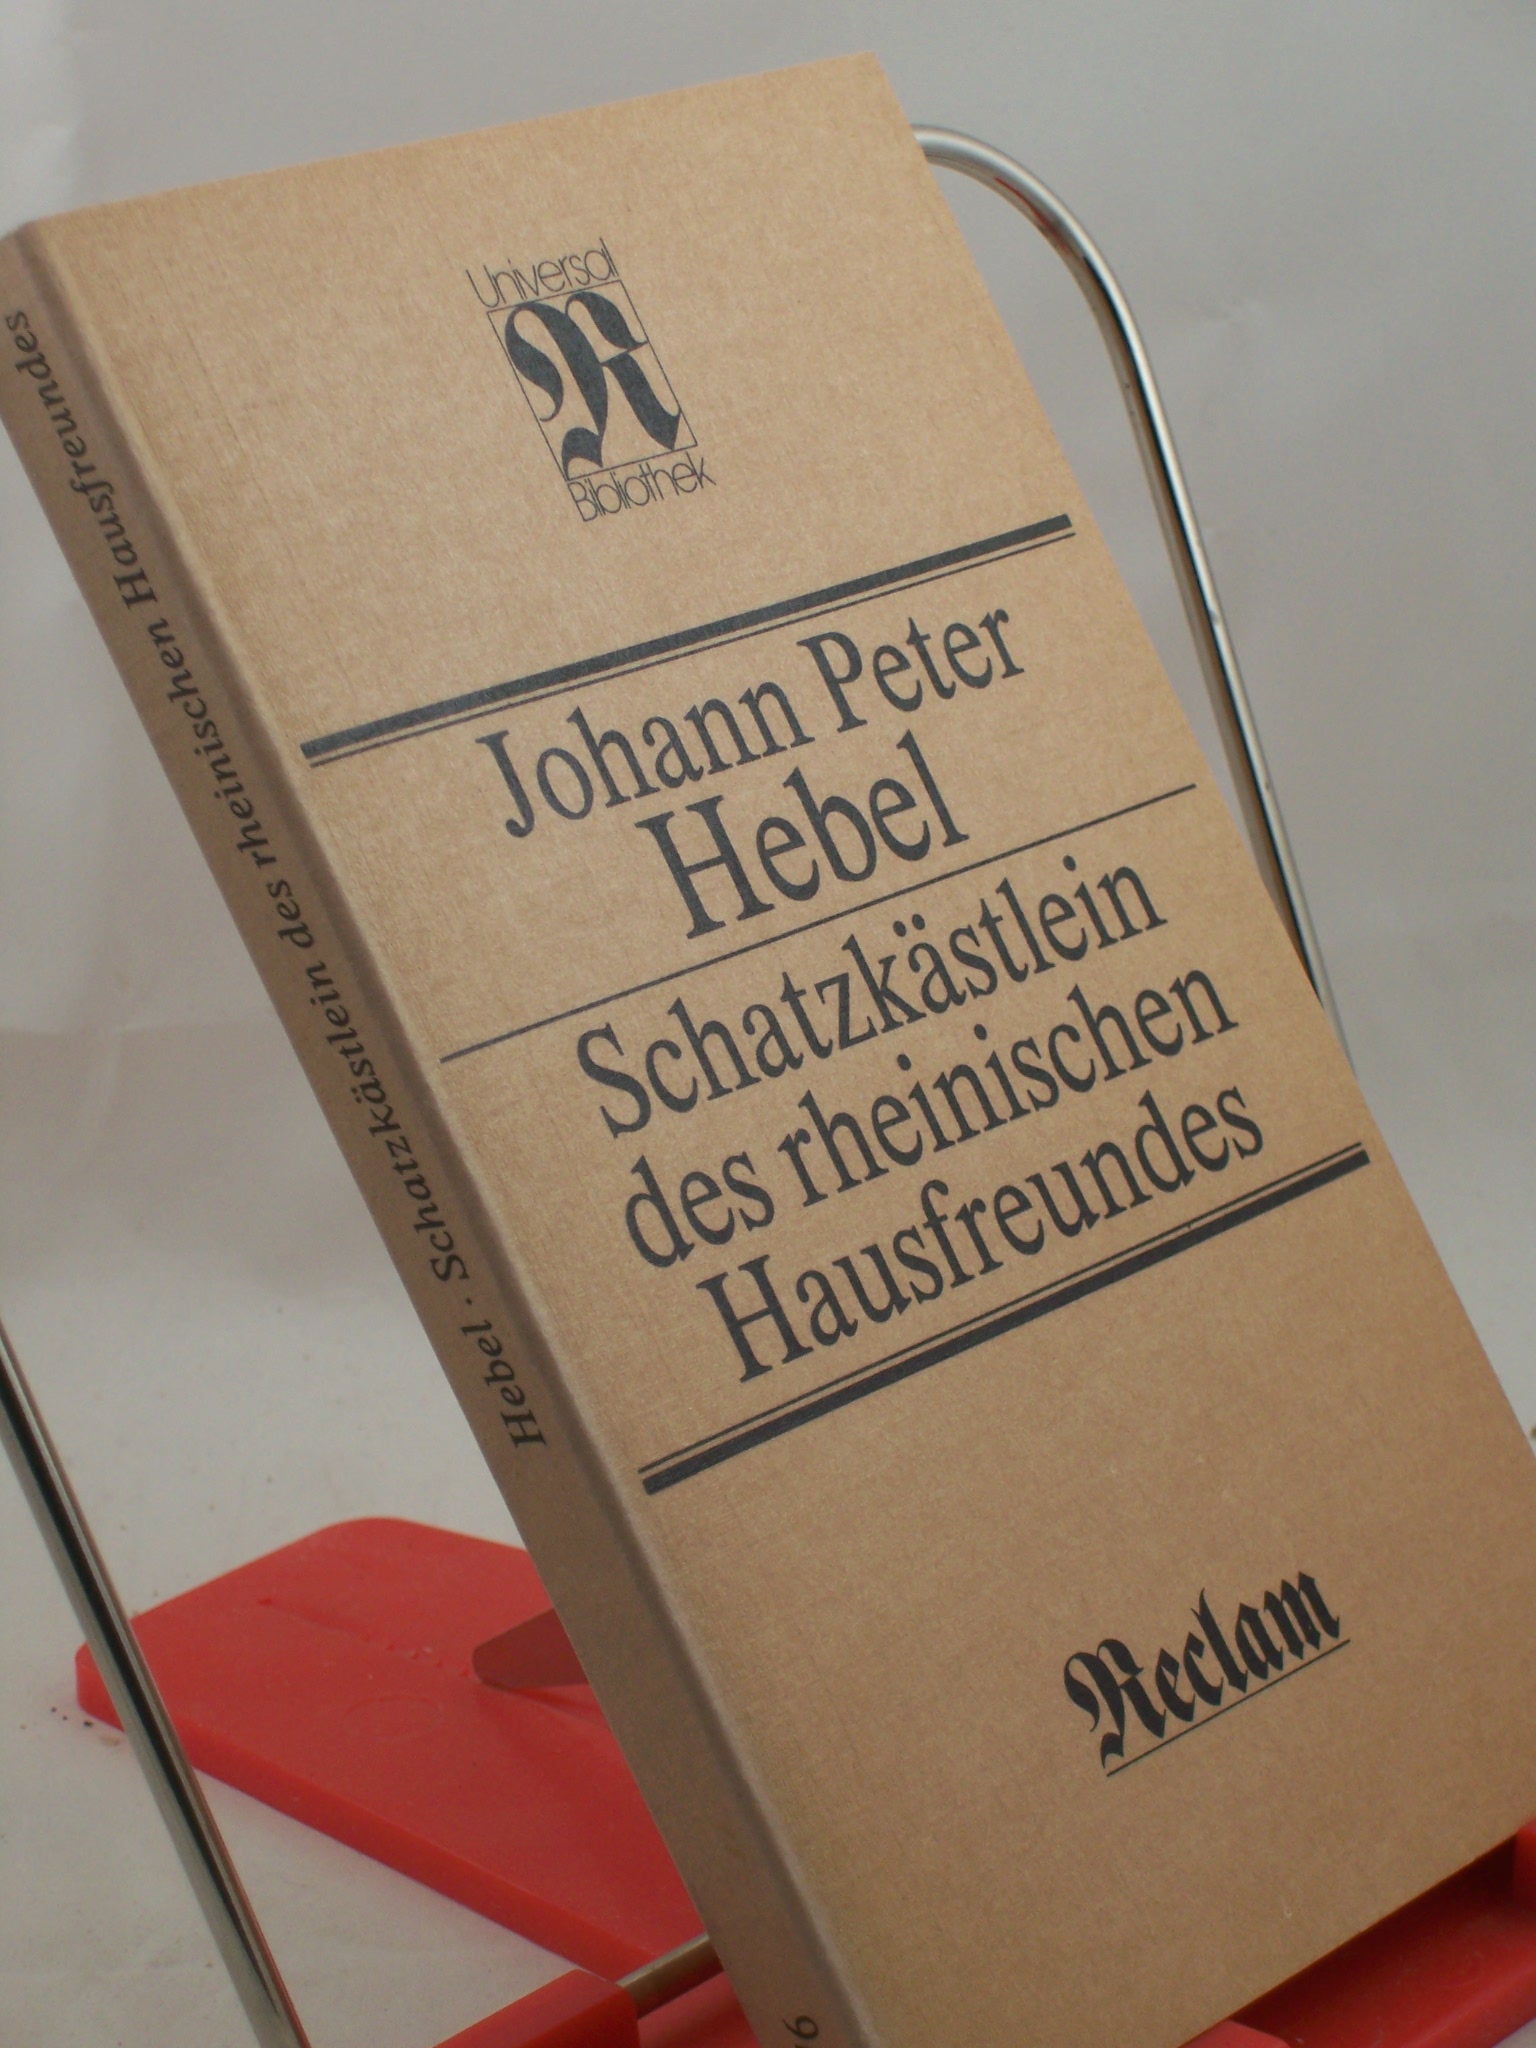 Universal
R
Bibliothek
Johann Peter
Hebel
Schatzkästlein
des rheinischen
Hausfreundes
Reclam
Hebel · Schatzkästlein des rheinischen Hausfreundes